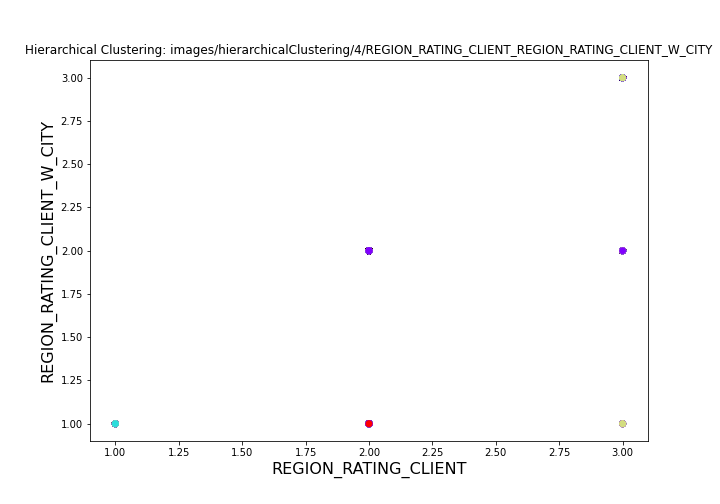 Hierarchical Clustering: images/hierarchicalClustering/4/REGION_RATING_CLIENT_REGION_RATING_CLIENT_W_CITY
REGION_RATING_CLIENT_W_CITY
3.00
2.75
2.50
2.25
2.00
1.75
1.50
1.25
1.00
1.00 1.25 1.50 1.75 2.00 2.25 2.50 2.75 3.00
REGION_RATING_CLIENT